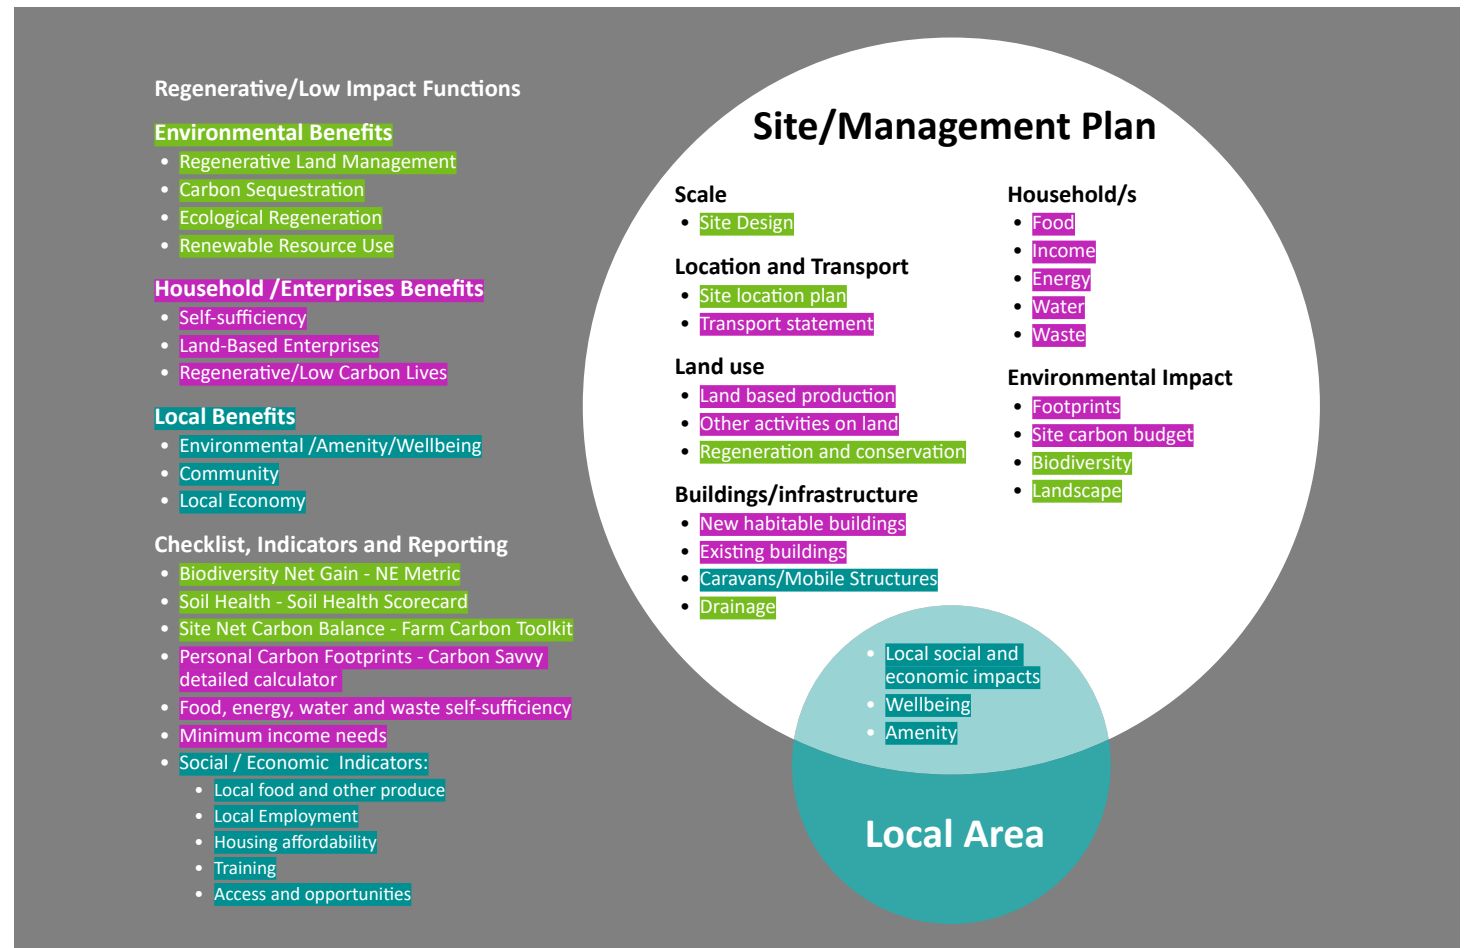 Regenerative/Low Impact Functions
Environmental Benefits
• Regenerative Land Management
• Carbon Sequestration
• Ecological Regeneration
• Renewable Resource Use
Household /Enterprises Benefits
• Self-sufficiency
• Land-Based Enterprises
• Regenerative/Low Carbon Lives
Local Benefits
• Environmental /Amenity/Wellbeing
• Community
• Local Economy
Checklist, Indicators and Reporting
• Biodiversity Net Gain - NE Metric
• Soil Health - Soil Health Scorecard
• Site Net Carbon Balance - Farm Carbon Toolkit
• Personal Carbon Footprints - Carbon Savvy
detailed calculator
• Food, energy, water and waste self-sufficiency
• Minimum income needs
• Social / Economic  Indicators:
• Local food and other produce
• Local Employment
• Housing affordability
• Training
• Access and opportunities
Site/Management Plan
Scale
• Site Design
Location and Transport
• Site location plan
• Transport statement
Land use
• Land based production
• Other activities on land
• Regeneration and conservation
Buildings/infrastructure
• New habitable buildings
• Existing buildings
• Caravans/Mobile Structures
• Drainage
Household/s
• Food
• Income
• Energy
• Water
• Waste
Environmental Impact
• Footprints
• Site carbon budget
• Biodiversity
• Landscape
• Local social and
economic impacts
• Wellbeing
• Amenity
Local Area